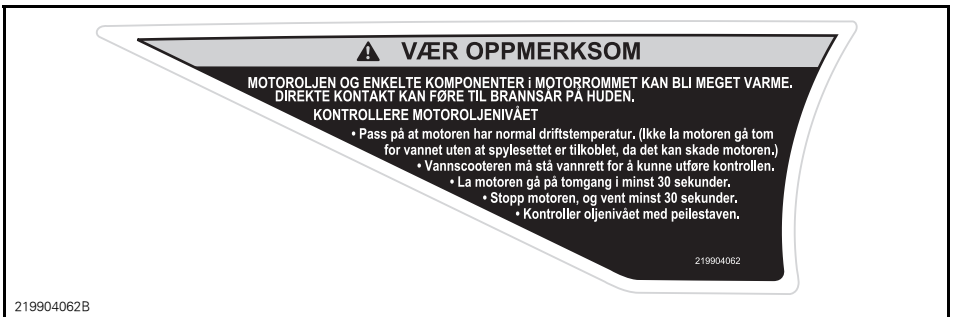 VÆR OPPMERKSOM
MOTOROLJEN OG ENKELTE KOMPONENTER i MOTORROMMET KAN BLI MEGET VARME.
DIREKTE KONTAKT KAN FØRE TIL BRANNSÅR PÅ HUDEN.
KONTROLLERE MOTOROLJENIVÅET
• Pass på at motoren har normal driftstemperatur. (Ikke la motoren gå tom
for vannet uten at spylesettet er tilkoblet, da det kan skade motoren.)
• Vannscooteren må stå vannrett for å kunne utføre kontrollen.
• La motoren gå på tomgang i minst 30 sekunder.
• Stopp motoren, og vent minst 30 sekunder.
• Kontroller oljenivået med peilestaven.
219904062
219904062B